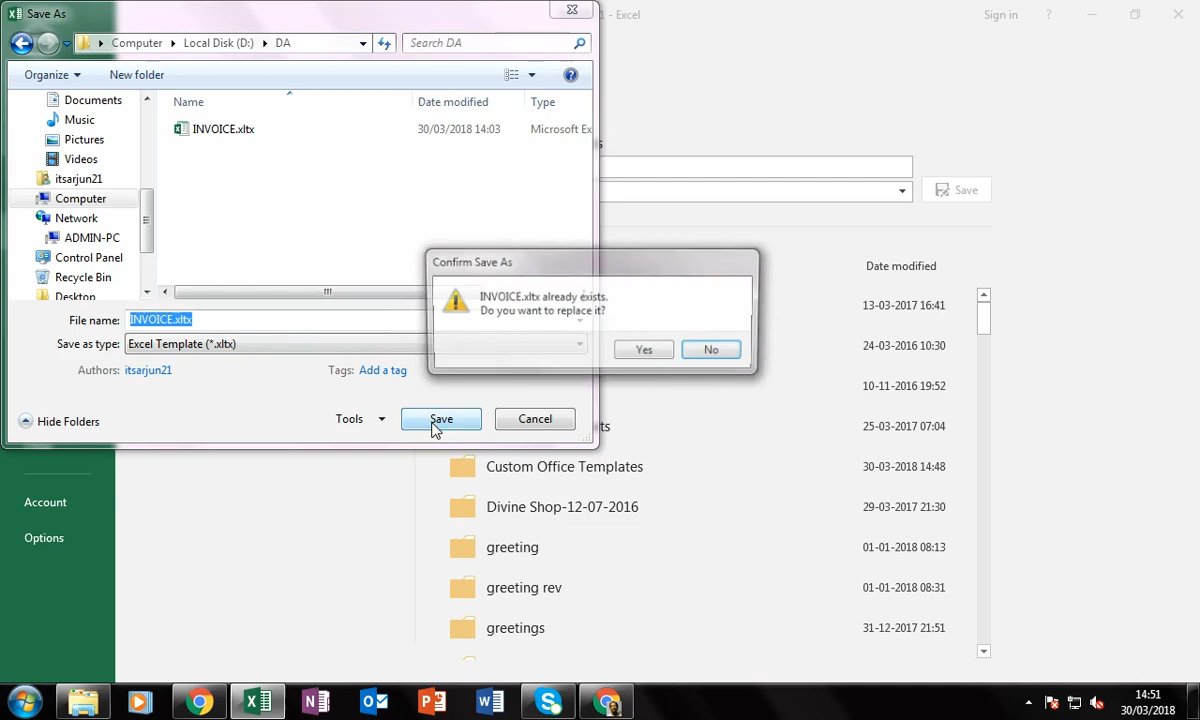 Save As
1 - Excel
Sign in
?
Computer
Local Disk (D:)
DA
Search DA
Organize
New folder
Documents
Music
Pictures
Videos
itsarjun21
Computer
Network
ADMIN-PC
Control Panel
Recycle Bin
Desktop
Name
Date modified
Type
INVOICE.xltx
30/03/2018 14:03
Microsoft Ex
s
Save
Confirm Save As
INVOICE.xltx already exists.
Do you want to replace it?
Yes
No
File name:
INVOICE.xltx
Save as type:
Excel Template (*.xltx)
Authors:
itsarjun21
Tags:
Add a tag
Hide Folders
Tools
Save
Cancel
Date modified
13-03-2017 16:41
24-03-2016 10:30
10-11-2016 19:52
ts
25-03-2017 07:04
Custom Office Templates
30-03-2018 14:48
Divine Shop-12-07-2016
29-03-2017 21:30
greeting
01-01-2018 08:13
greeting rev
01-01-2018 08:31
greetings
31-12-2017 21:51
Account
Options
14:51
30/03/2018